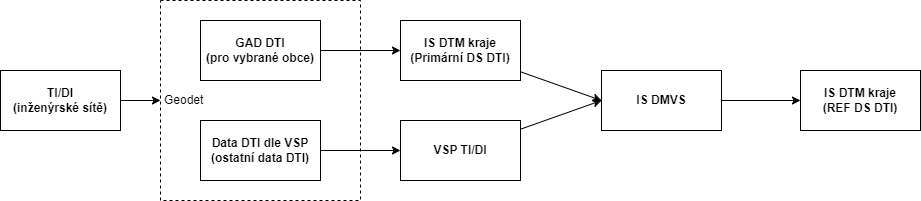 TI/DI
(inženýrské sítě)
Geodet
GAD DTI
(pro vybrané obce)
Data DTI dle VSP
(ostatní data DTI)
IS DTM kraje
(Primární DS DTI)
VSP TI/DI
IS DMVS
IS DTM kraje
(REF DS DTI)